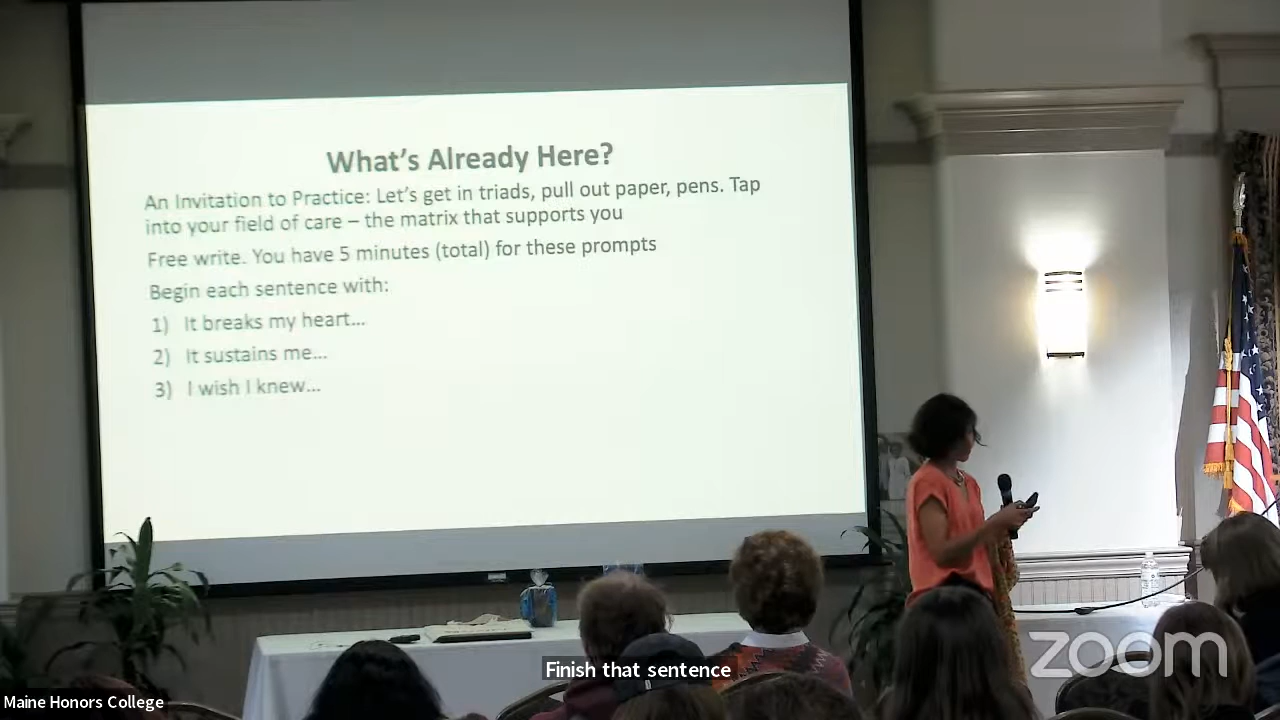 What's Already Here?
An Invitation to Practice: Let's get in triads, pull out paper, pens. Tap
into your field of care – the matrix that supports you
Free write. You have 5 minutes (total) for these prompts
Begin each sentence with:
1) It breaks my heart...
2) It sustains me...
3) I wish I knew...
Finish that sentence
zoom
Maine Honors College